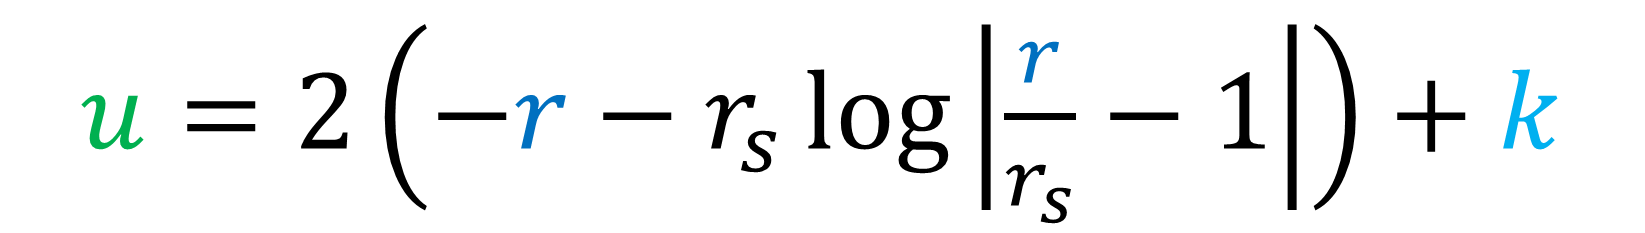 u = 2 (−r − r_s log |r/r_s − 1|) + k